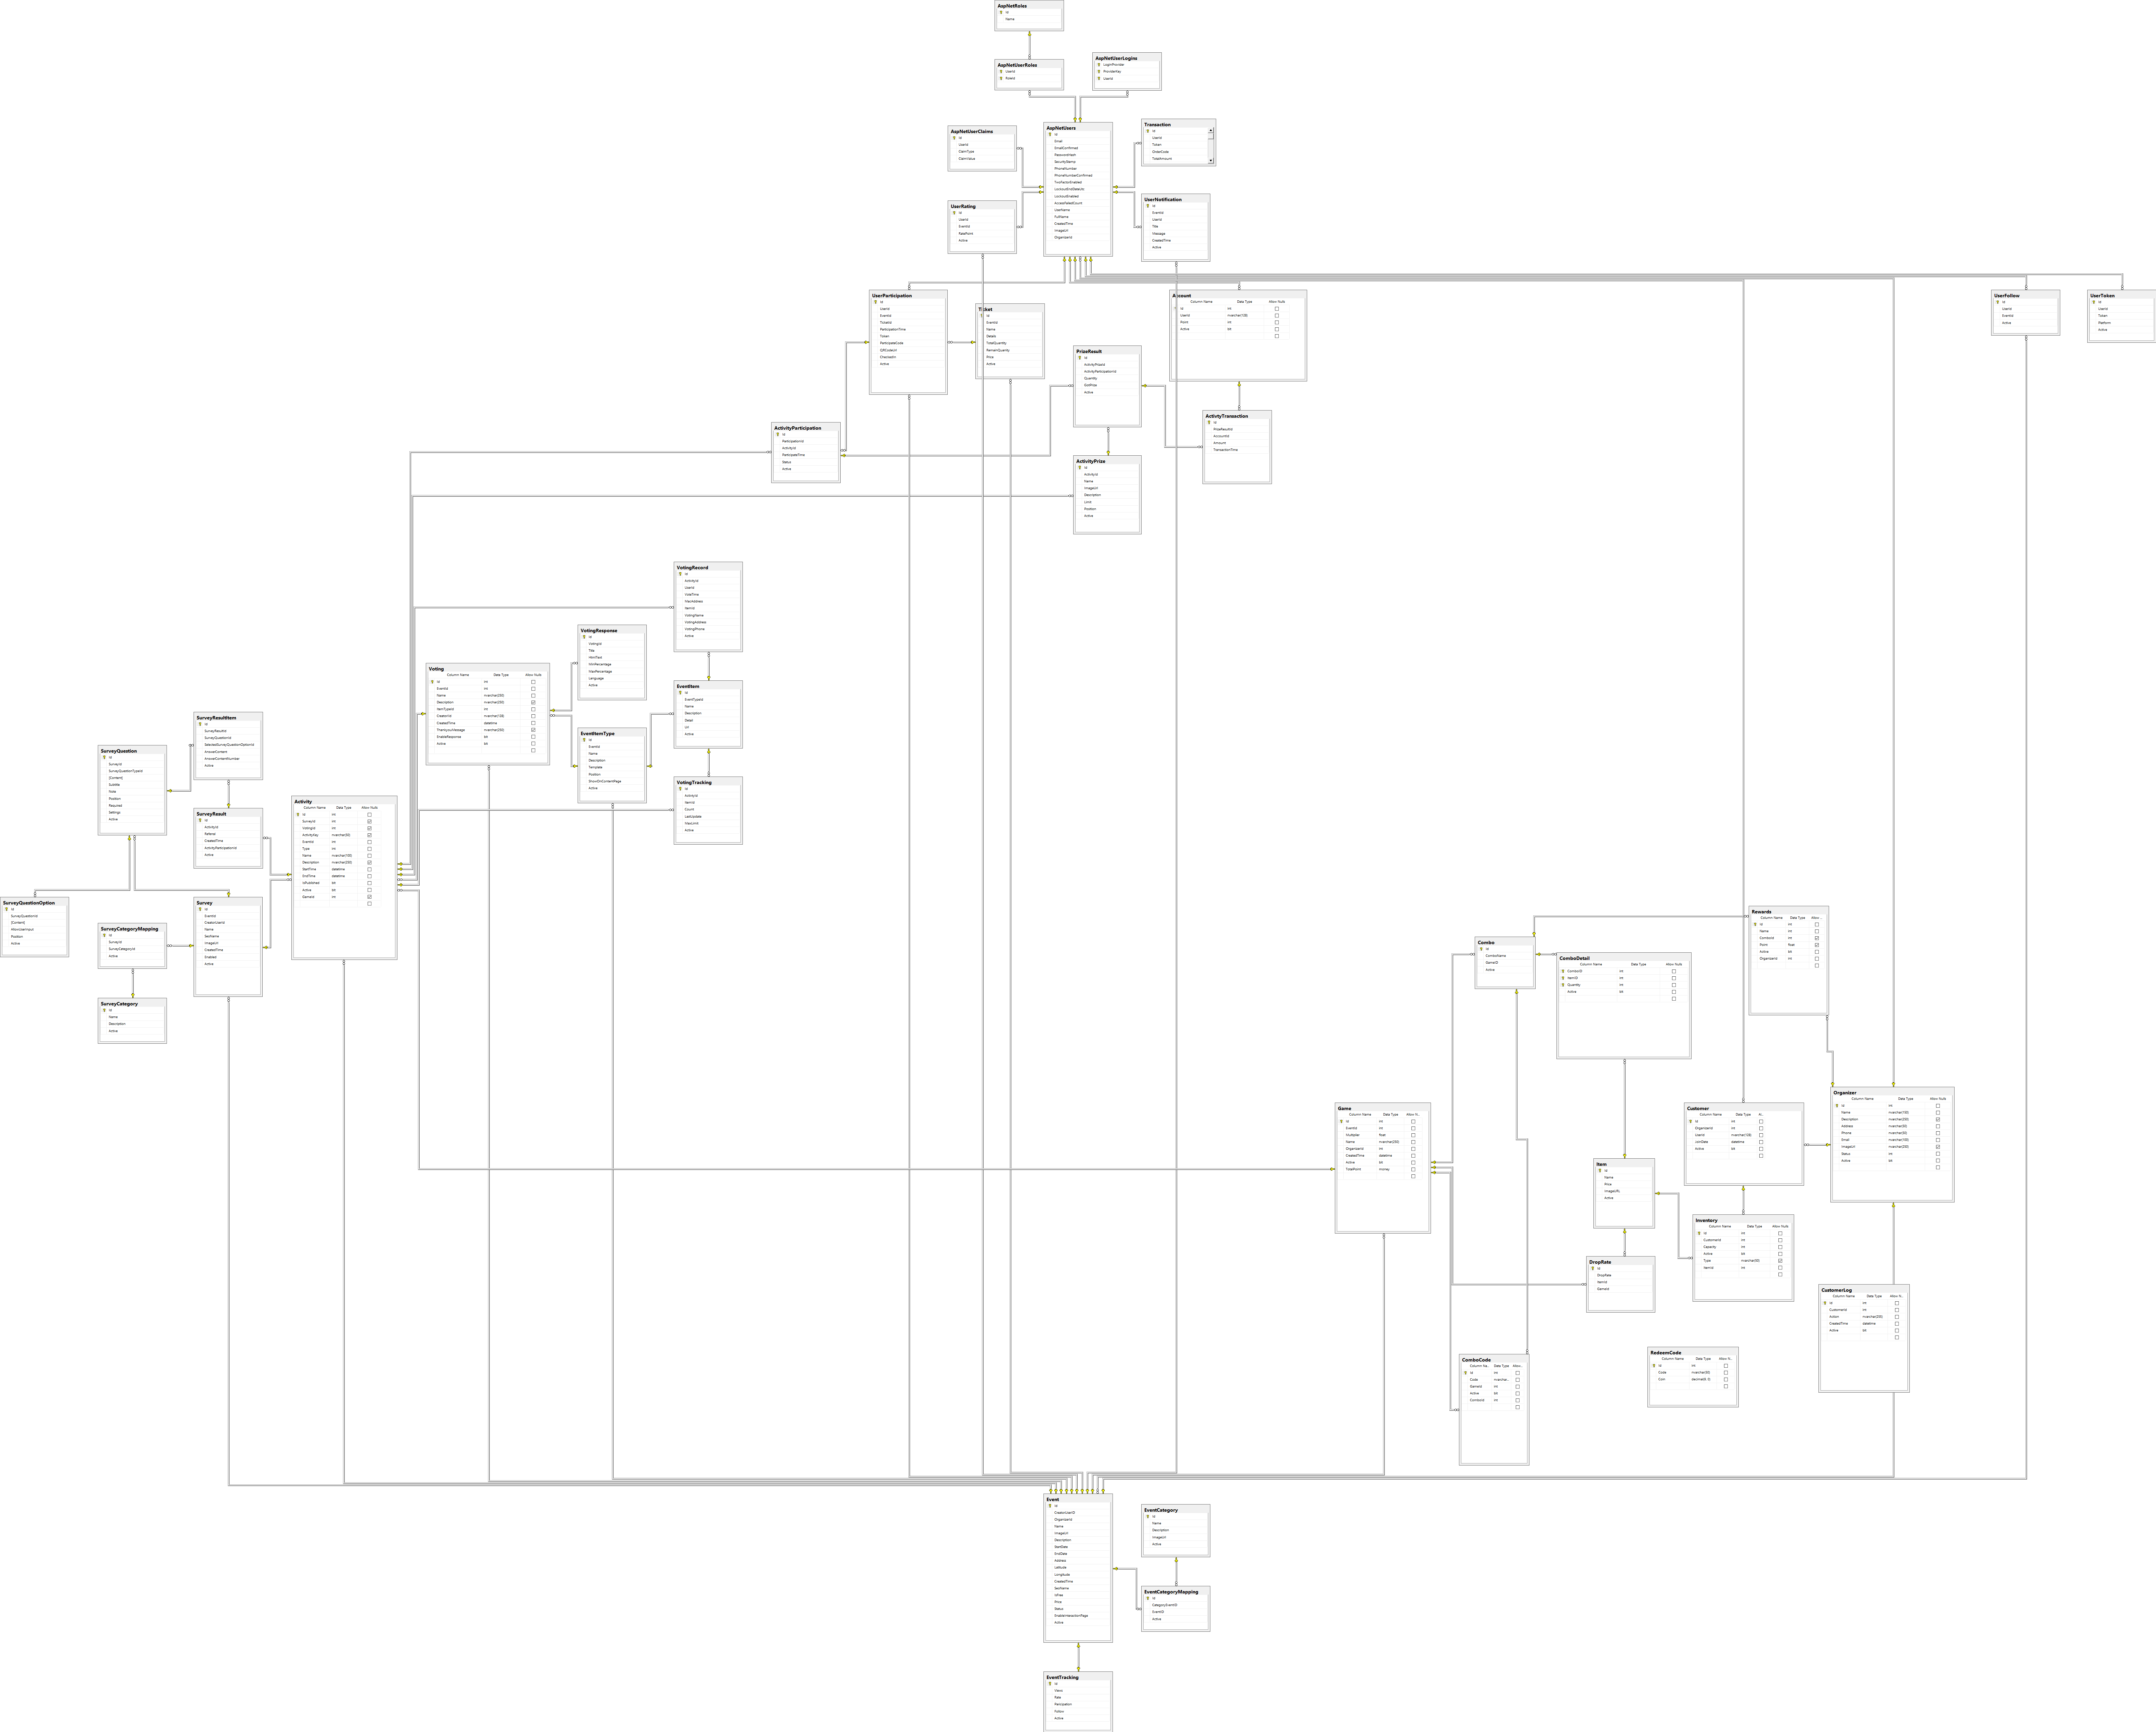 AspNetRoles
Id
Name
AspNetUserRoles
UserId
RoleId
AspNetUserLogins
LoginProvider
ProviderKey
UserId
AspNetUserClaims
Id
UserId
ClaimType
ClaimValue
AspNetUsers
Id
Email
EmailConfirmed
PasswordHash
SecurityStamp
PhoneNumber
PhoneNumberConfirmed
TwoFactorEnabled
LockoutEndDateUtc
LockoutEnabled
AccessFailedCount
UserName
FullName
CreatedTime
ImageUrl
OrganizerId
Transaction
Id
UserId
Token
OrderCode
TotalAmount
UserRating
Id
UserId
EventId
RatePoint
Active
UserNotification
Id
EventId
UserId
Title
Message
CreatedTime
Active
UserParticipation
Id
UserId
EventId
TicketId
ParticipationTime
Token
ParticipateCode
QRCodeUrl
CheckedIn
Active
Ticket
Id
EventId
Name
Details
TotalQuantity
RemainQuantity
Price
Active
Account
Column Name Data Type Allow Nulls
Id int
UserId nvarchar(128)
Point int
Active bit
UserFollow
Id
UserId
EventId
Active
UserToken
Id
UserId
Token
Platform
Active
PrizeResult
Id
ActivityPrizeId
ActivityParticipationId
Quantity
Active
ActivtyTransaction
Id
PrizeResultId
AccountId
Amount
TransactionTime
ActivityParticipation
Id
ParticipationId
ActivityId
ParticipateTime
Status
Active
ActivityPrize
Id
ActivityId
Name
ImageUrl
Description
Limit
Position
Active
VotingRecord
Id
ActivityId
UserId
VoteTime
MacAddress
ItemId
VotingName
VotingAddress
VotingPhone
Active
VotingResponse
Id
VotingId
Title
HtmlText
MinPercentage
MaxPercentage
Language
Active
Voting
Column Name Data Type Allow Nulls
Id int
EventId int
Name nvarchar(250)
Description nvarchar(250)
ItemTypeId int
CreatorId nvarchar(128)
CreatedTime datetime
ThankyouMessage nvarchar(250)
EnableResponse bit
Active bit
EventItem
Id
EventTypeId
Name
Description
Detail
Url
Active
EventItemType
Id
EventId
Name
Description
Template
Position
ShowOnContentPage
Active
VotingTracking
Id
ActivityId
ItemId
Count
LastUpdate
MaxLimit
Active
SurveyResultItem
Id
SurveyResultId
SurveyQuestionId
SelectedSurveyQuestionOptionId
AnswerContent
AnswerContentNumber
Active
SurveyQuestion
Id
SurveyId
SurveyQuestionTypeId
[Content]
Subtitle
Note
Position
Required
Settings
Active
SurveyResult
Id
ActivityId
Referrer
CreatedTime
ActivityParticipationId
Active
Activity
Column Name Data Type Allow Nulls
Id int
SurveyId int
VotingId int
ActivityKey nvarchar(50)
EventId int
Type int
Name nvarchar(100)
Description nvarchar(250)
StartTime datetime
EndTime datetime
IsPublished bit
Active bit
GameId int
SurveyQuestionOption
Id
SurveyQuestionId
[Content]
AllowUserInput
Position
Active
SurveyCategoryMapping
Id
SurveyId
SurveyCategoryId
Active
Survey
Id
EventId
CreatorUserId
Name
SeoName
ImageUrl
CreatedTime
Enabled
Active
SurveyCategory
Id
Name
Description
Active
Rewards
Column Name Data Type Allow ...
Id int
Name int
ComboId int
Point float
Active bit
OrganizerId int
Combo
Id
ComboName
GameID
Active
ComboDetail
Column Name Data Type Allow Nulls
ComboID int
ItemID int
Quantity int
Active bit
Game
Column Name Data Type Allow N..
Id int
EventId int
Multiplier float
Name nvarchar(250)
OrganizerId int
CreatedTime datetime
Active bit
TotalPoint money
Customer
Column Name Data Type A..
Id int
OrganizerId int
UserId nvarchar(128)
JoinDate datetime
Active bit
Organizer
Column Name Data Type Allow Nulls
Id int
Name nvarchar(100)
Description nvarchar(250)
Address nvarchar(50)
Phone nvarchar(50)
Email nvarchar(100)
ImageUrl nvarchar(250)
Status int
Active bit
Item
Id
Name
Price
ImageURL
Active
Inventory
Column Name Data Type Allow Nulls
Id int
CustomerId int
Capacity int
Active bit
Type nvarchar(50)
ItemId int
DropRate
Id
DropRate
ItemId
GameId
CustomerLog
Column Name Data Type Allow N..
Id int
CustomerId int
Action nvarchar(250)
CreatedTime datetime
Active bit
RedeemCode
Column Name Data Type Allow N..
Id int
Code nvarchar(50)
Coin
ComboCode
Column Na.. Data Type Allow..
Id int
Code nvarchar..
GameId int
Active bit
ComboId int
Event
Id
CreatorUserID
OrganizerId
Name
ImageUrl
Description
StartDate
EndDate
Address
Latitude
Longitude
CreatedTime
SeoName
IsFree
Price
Status
EnableInteractionPage
Active
EventCategory
Id
Name
Description
ImageUrl
Active
EventCategoryMapping
Id
CategoryEventID
EventID
Active
EventTracking
Id
Views
Rate
Participation
Follow
Active